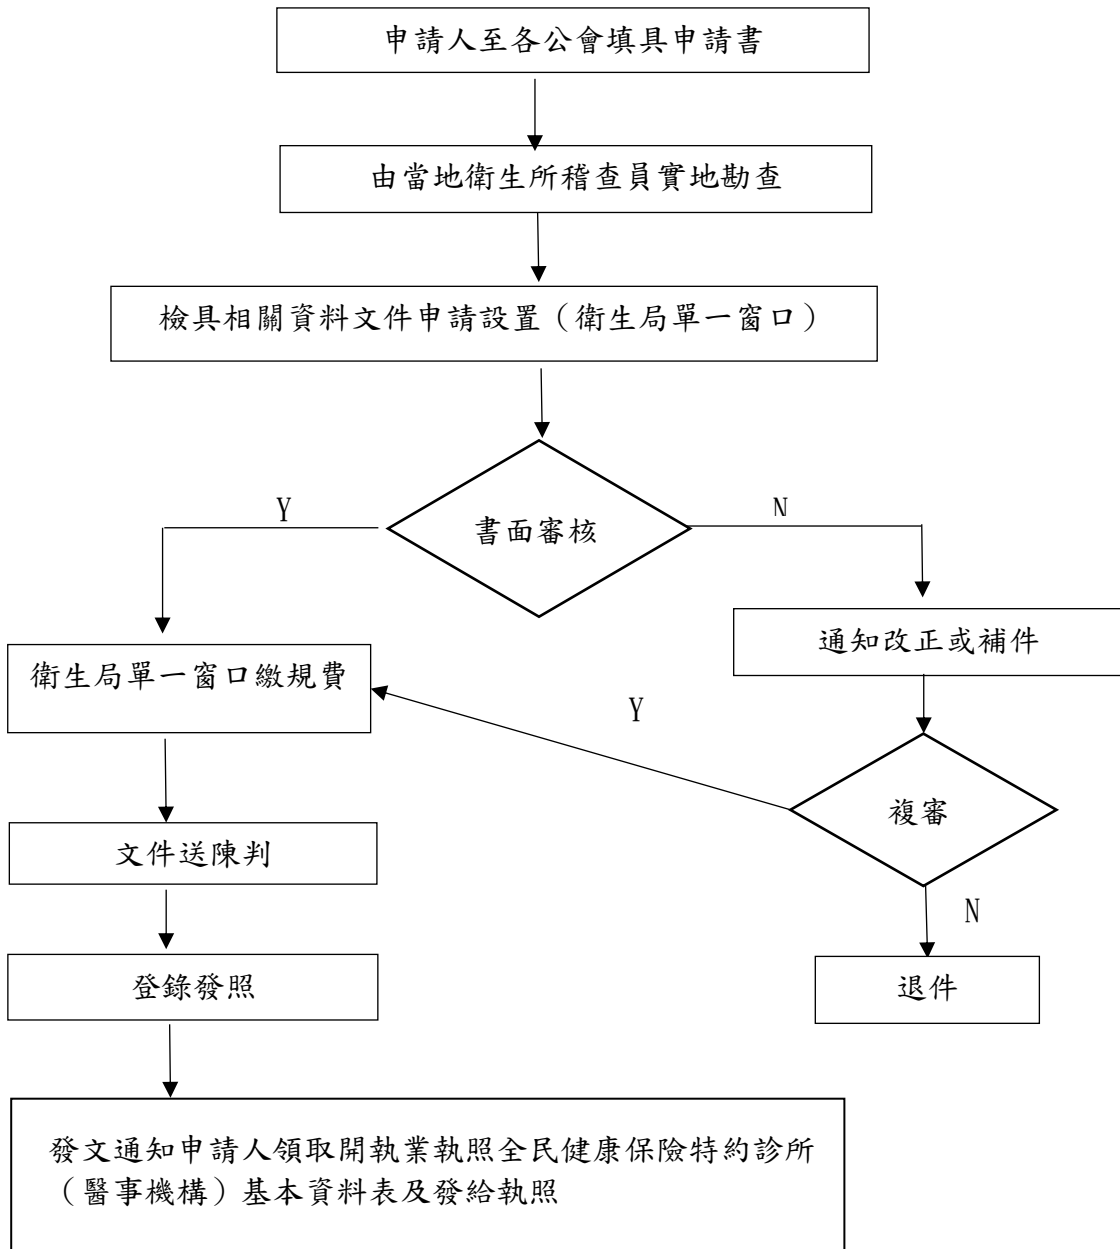 申請人至各公會填具申請書
由當地衛生所稽查員實地勘查
檢具相關資料文件申請設置（衛生局單一窗口）
Y
N
書面審核
通知改正或補件
衛生局單一窗口繳規費
Y
複審
文件送陳判
N
登錄發照
退件
發文通知申請人領取開執業執照全民健康保險特約診所
（醫事機構）基本資料表及發給執照